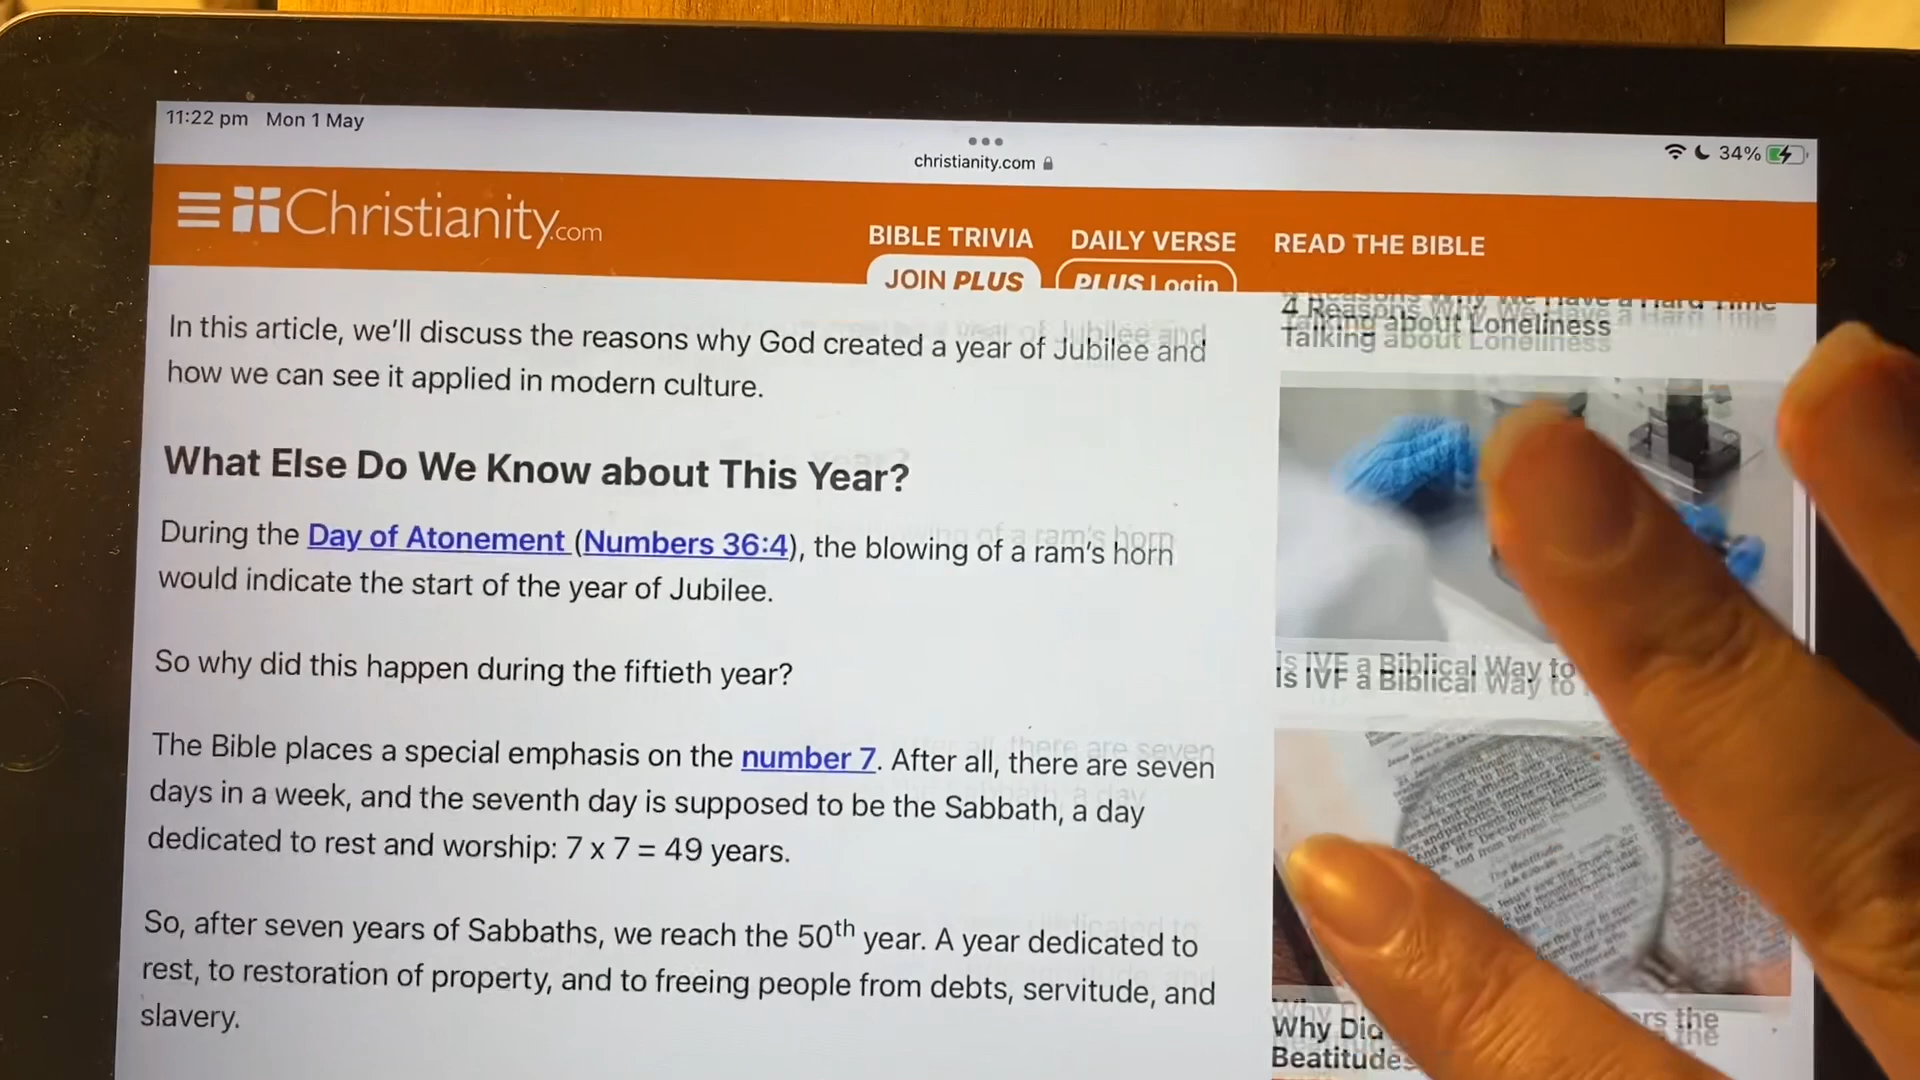 11:22 pm Mon 1 May
christianity.com
34%
Christianity.com
BIBLE TRIVIA DAILY VERSE READ THE BIBLE
JOIN PLUS PLUS Login
In this article, we'll discuss the reasons why God created a year of Jubilee and
how we can see it applied in modern culture.
What Else Do We Know about This Year?
During the Day of Atonement (Numbers 36:4), the blowing of a ram's horn
would indicate the start of the year of Jubilee.
So why did this happen during the fiftieth year?
The Bible places a special emphasis on the number 7. After all, there are seven
days in a week, and the seventh day is supposed to be the Sabbath, a day
dedicated to rest and worship: 7 x 7 = 49 years.
So, after seven years of Sabbaths, we reach the 50th year. A year dedicated to
rest, to restoration of property, and to freeing people from debts, servitude, and
slavery.
4 Reasons Why We Have a Hard Time
Talking about Loneliness
Is IVF a Biblical Way to
Why Did the
Beatitudes